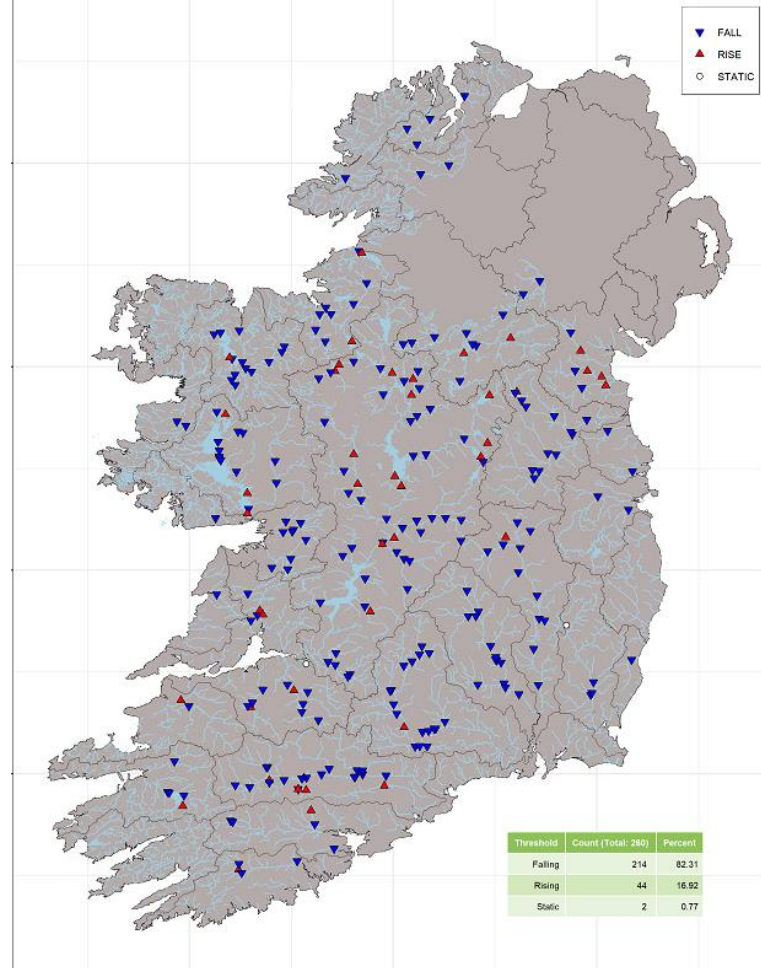 FALL
RISE
STATIC
Threshold Count (Total: 260) Percent
Falling 214 82.31
Rising 44 16.92
Static 2 0.77